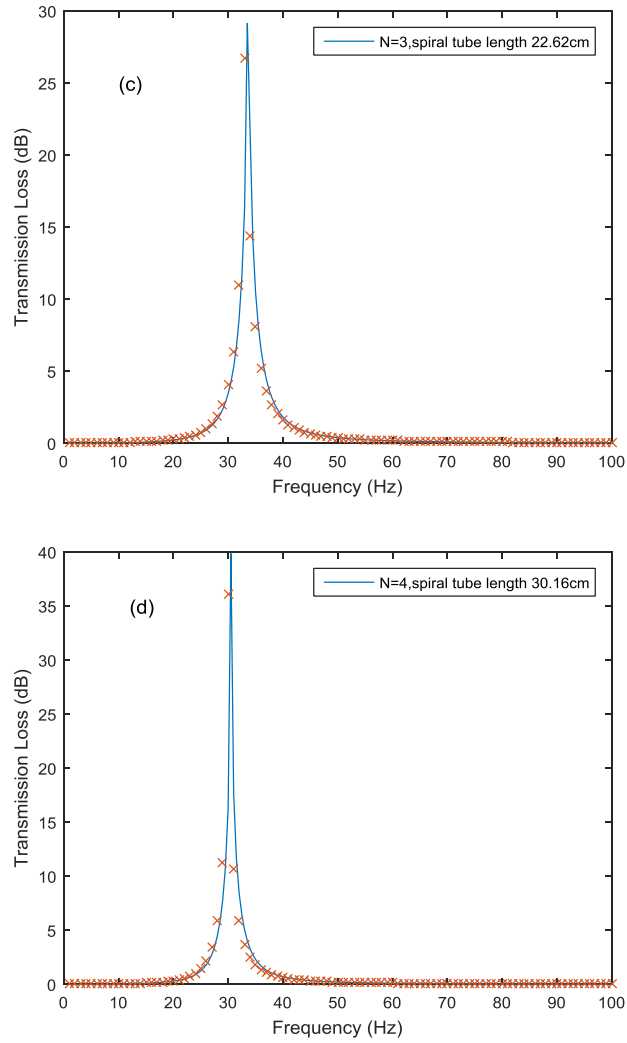 30
25
20
15
10
5
0
Transmission Loss (dB)
(c)
N=3,spiral tube length 22.62cm
0 10 20 30 40 50 60 70 80 90 100
Frequency (Hz)
40
35
30
25
20
15
10
5
0
Transmission Loss (dB)
(d)
N=4,spiral tube length 30.16cm
0 10 20 30 40 50 60 70 80 90 100
Frequency (Hz)